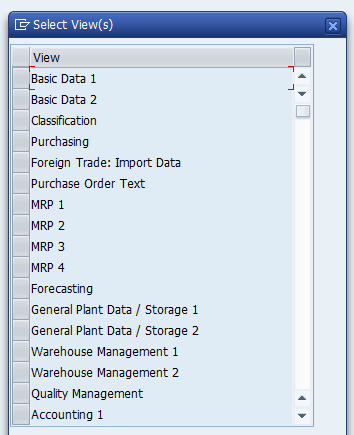 Select View(s)
View
Basic Data 1
Basic Data 2
Classification
Purchasing
Foreign Trade: Import Data
Purchase Order Text
MRP 1
MRP 2
MRP 3
MRP 4
Forecasting
General Plant Data / Storage 1
General Plant Data / Storage 2
Warehouse Management 1
Warehouse Management 2
Quality Management
Accounting 1